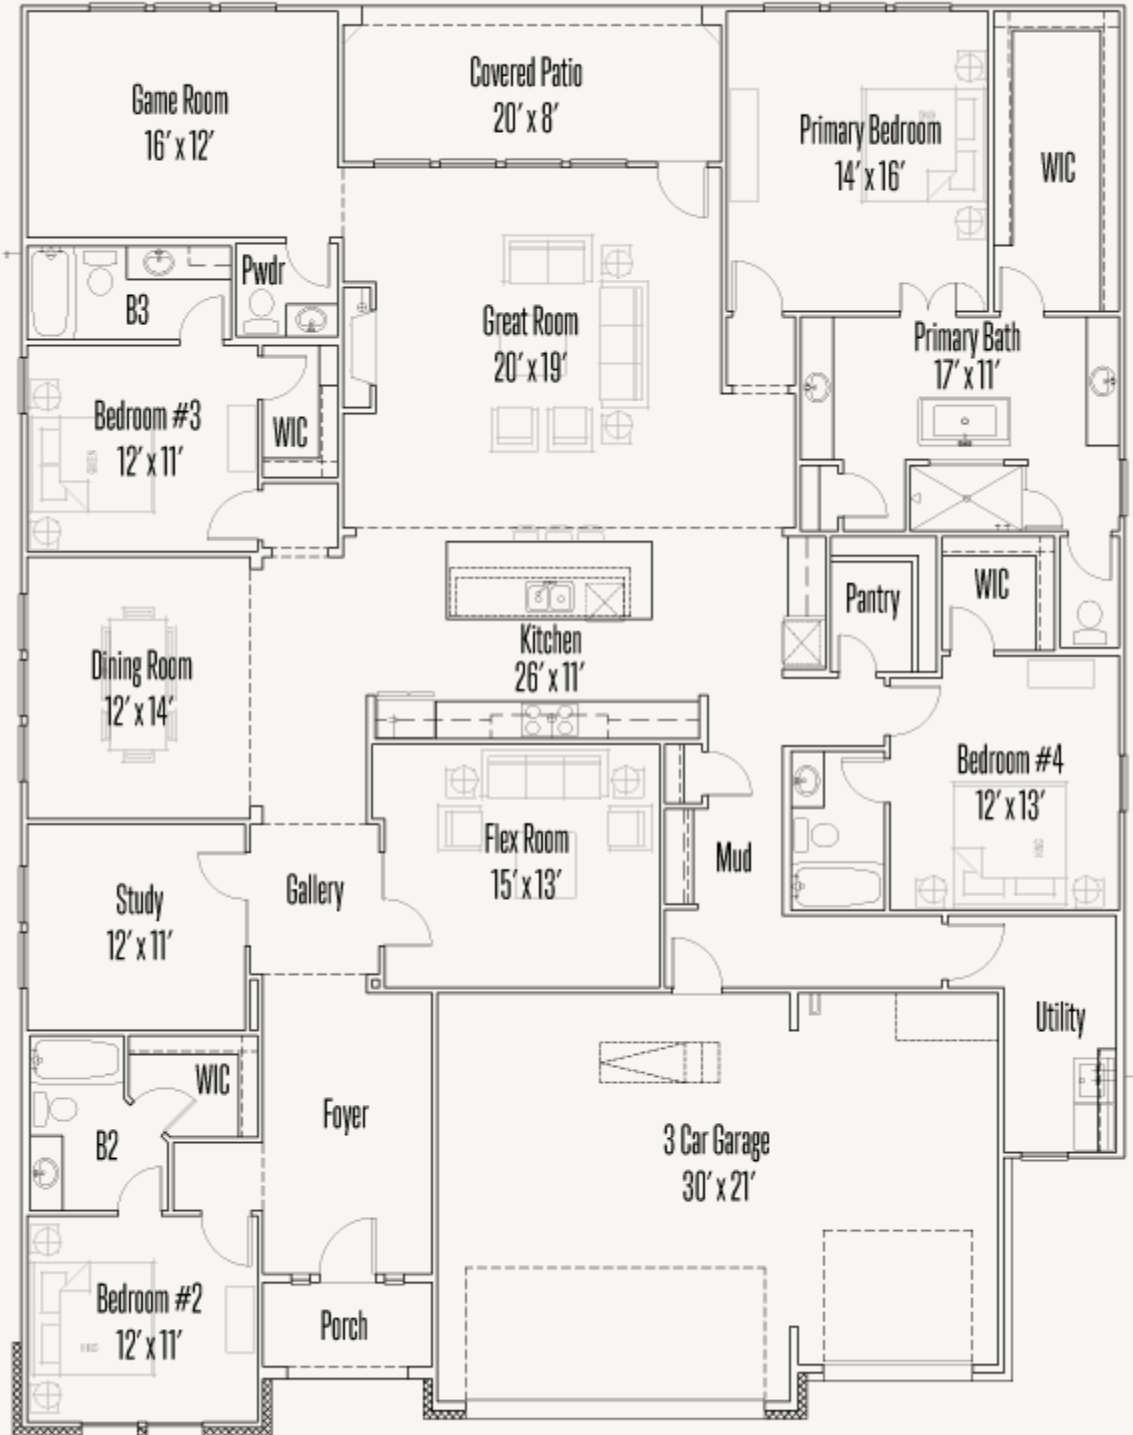 Game Room
16' x 12'
Covered Patio
20' x 8'
Primary Bedroom
14' x 16'
WIC
Pwdr
B3
Great Room
20' x 19'
Primary Bath
17' x 11'
Bedroom #3
12' x 11'
WIC
QUEEN
Kitchen
26' x 11'
Pantry
WIC
Dining Room
12' x 14'
Bedroom #4
12' x 13'
KING
Flex Room
15' x 13'
Mud
Study
12' x 11'
Gallery
Utility
WIC
B2
Foyer
3 Car Garage
30' x 21'
Bedroom #2
12' x 11'
KING
Porch